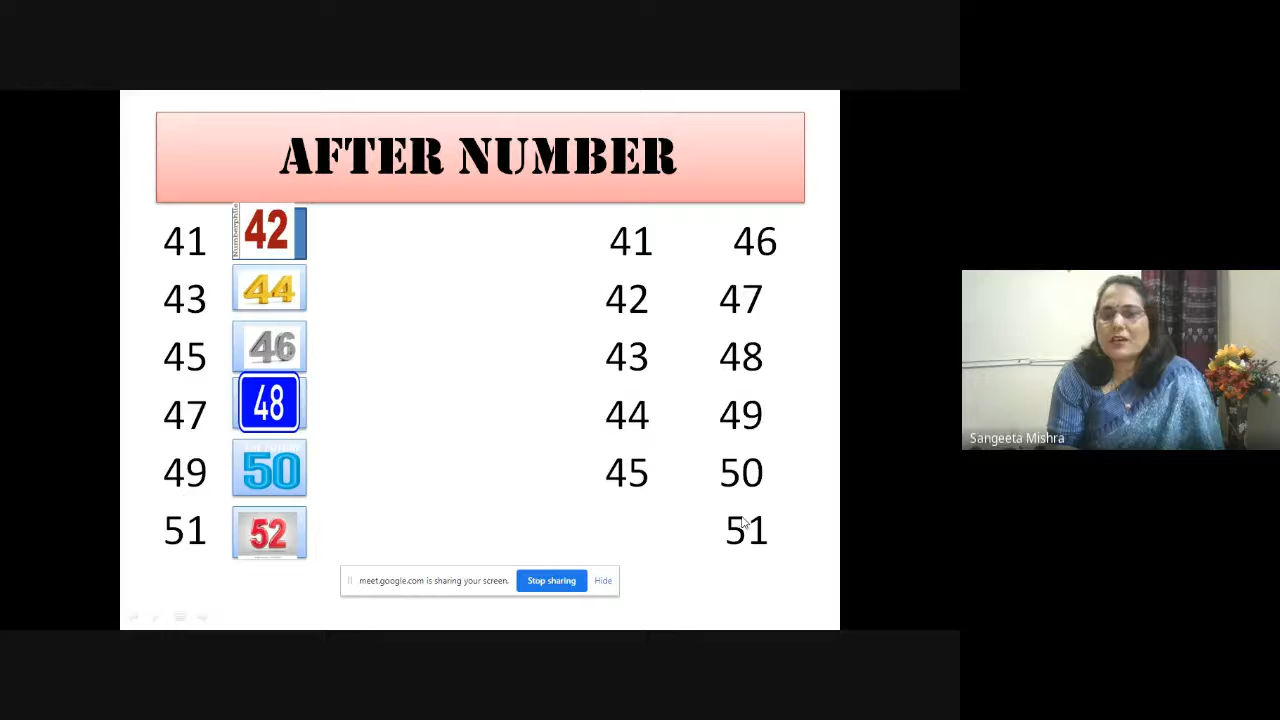 AFTER NUMBER
Numberphile
41 42 41 46
43 44 42 47
45 46 43 48
47 48 44 49
49 50 45 50
51 52 51
meet.google.com is sharing your screen. Stop sharing Hide
Sangeeta Mishra